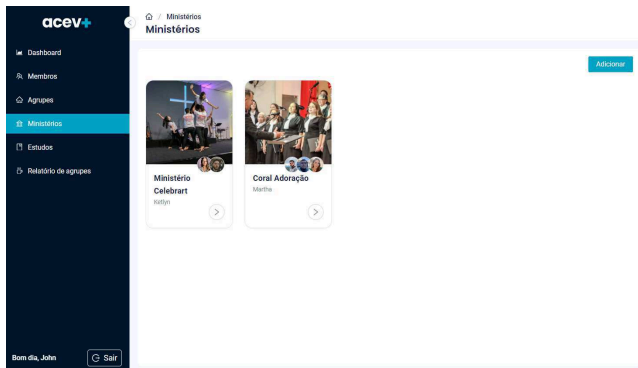 acev+
Dashboard
Membros
Agrupes
Ministérios
Estudos
Relatório de agrupes
Bom dia, John
Sair
/ Ministérios
Ministérios
Adicionar
Ministério
Celebrart
Ketlyn
Coral Adoração
Martha